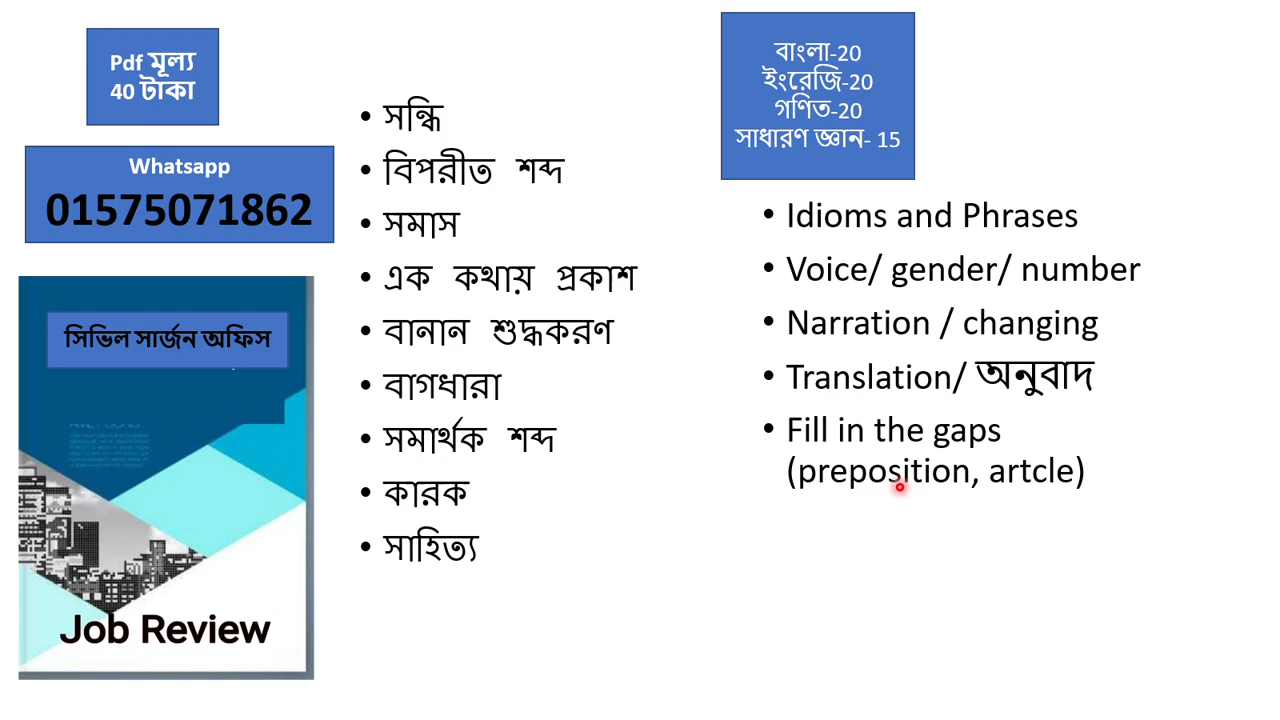 Pdf মূল্য
40 টাকা
Whatsapp
01575071862
সিভিল সার্জন অফিস
Job Review
• সন্ধি
• বিপরীত শব্দ
• সমাস
• এক কথায় প্রকাশ
• বানান শুদ্ধকরণ
• বাগধারা
• সমার্থক শব্দ
• কারক
• সাহিত্য
বাংলা-20
ইংরেজি-20
গণিত-20
সাধারণ জ্ঞান- 15
• Idioms and Phrases
• Voice/ gender/ number
• Narration / changing
• Translation/ অনুবাদ
• Fill in the gaps
(preposition, artcle)